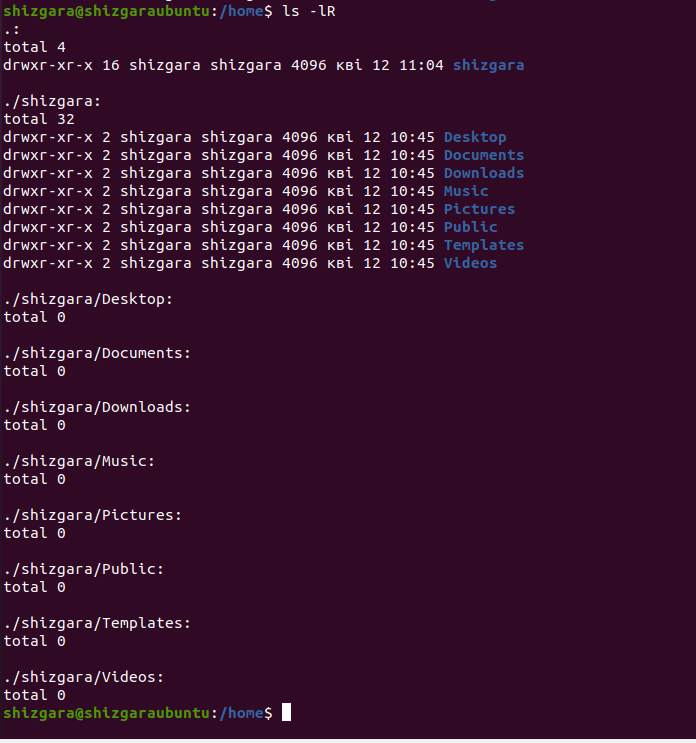 shizgara@shizgaraubuntu:/home$ ls -lR
.:
total 4
drwxr-xr-x 16 shizgara shizgara 4096 кві 12 11:04 shizgara
./shizgara:
total 32
drwxr-xr-x 2 shizgara shizgara 4096 кві 12 10:45 Desktop
drwxr-xr-x 2 shizgara shizgara 4096 кві 12 10:45 Documents
drwxr-xr-x 2 shizgara shizgara 4096 кві 12 10:45 Downloads
drwxr-xr-x 2 shizgara shizgara 4096 кві 12 10:45 Music
drwxr-xr-x 2 shizgara shizgara 4096 кві 12 10:45 Pictures
drwxr-xr-x 2 shizgara shizgara 4096 кві 12 10:45 Public
drwxr-xr-x 2 shizgara shizgara 4096 кві 12 10:45 Templates
drwxr-xr-x 2 shizgara shizgara 4096 кві 12 10:45 Videos
./shizgara/Desktop:
total 0
./shizgara/Documents:
total 0
./shizgara/Downloads:
total 0
./shizgara/Music:
total 0
./shizgara/Pictures:
total 0
./shizgara/Public:
total 0
./shizgara/Templates:
total 0
./shizgara/Videos:
total 0
shizgara@shizgaraubuntu:/home$